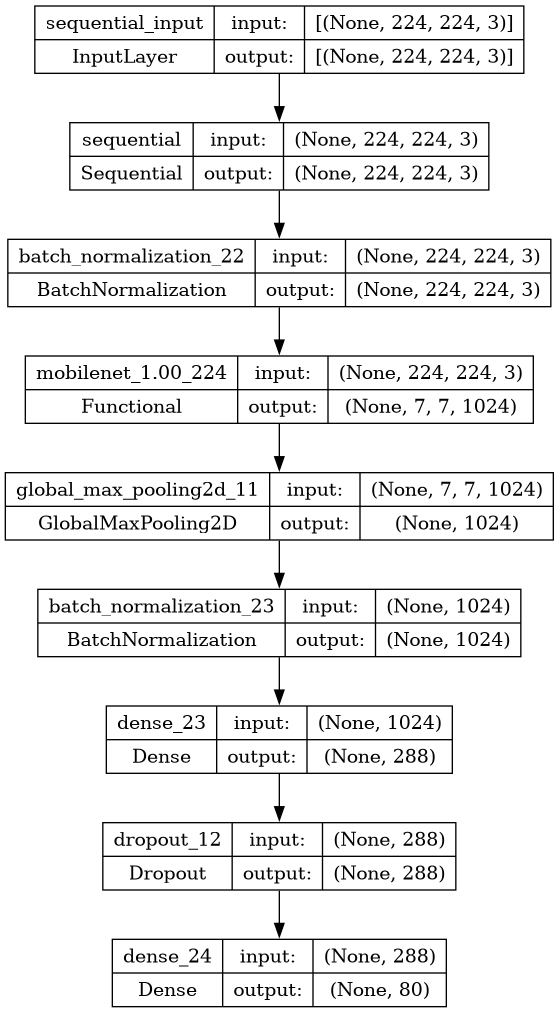 sequential_input input: [(None, 224, 224, 3)]
InputLayer output: [(None, 224, 224, 3)]
sequential input: (None, 224, 224, 3)
Sequential output: (None, 224, 224, 3)
batch_normalization_22 input: (None, 224, 224, 3)
BatchNormalization output: (None, 224, 224, 3)
mobilenet_1.00_224 input: (None, 224, 224, 3)
Functional output: (None, 7, 7, 1024)
global_max_pooling2d_11 input: (None, 7, 7, 1024)
GlobalMaxPooling2D output: (None, 1024)
batch_normalization_23 input: (None, 1024)
BatchNormalization output: (None, 1024)
dense_23 input: (None, 1024)
Dense output: (None, 288)
dropout_12 input: (None, 288)
Dropout output: (None, 288)
dense_24 input: (None, 288)
Dense output: (None, 80)